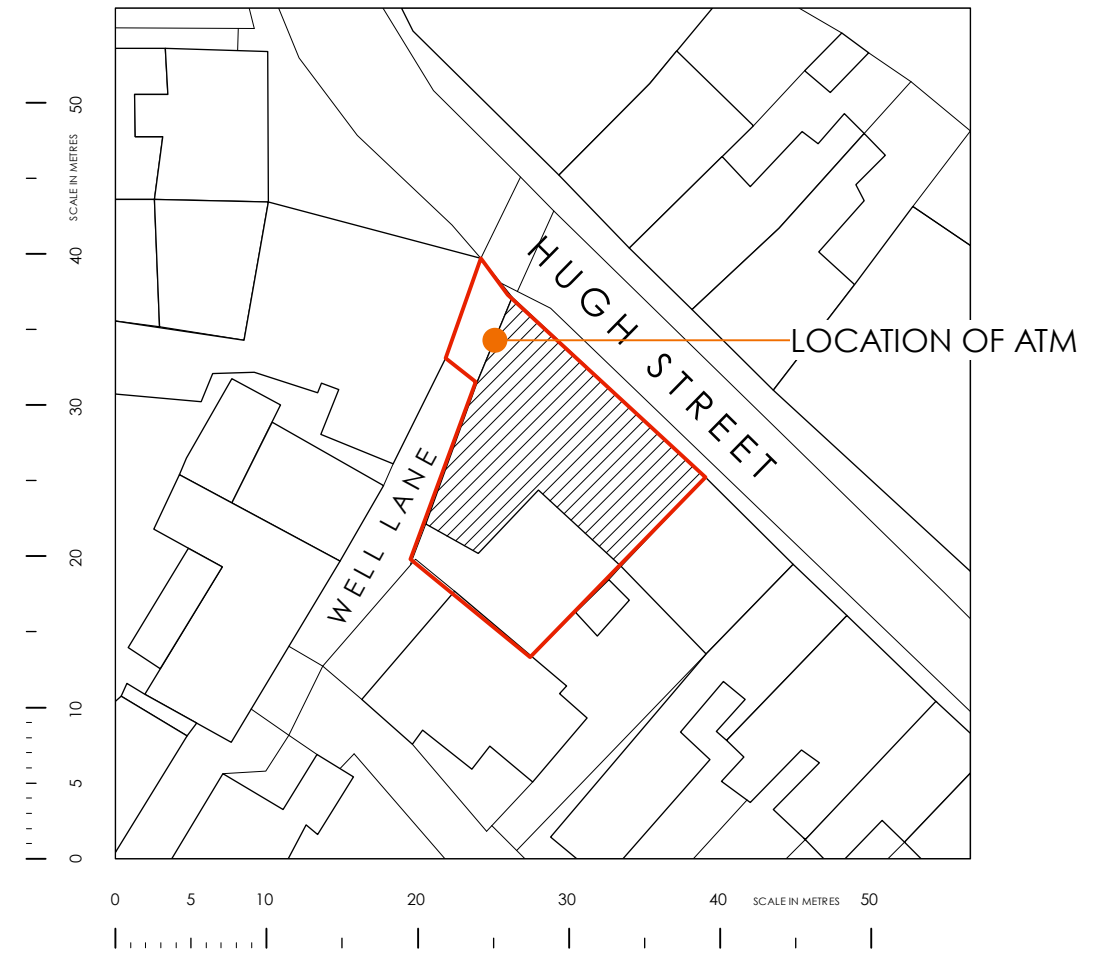 HUGH STREET
LOCATION OF ATM
WELL LANE
50
SCALE IN METRES
40
30
20
10
5
0
0
5
10
20
30
40
SCALE IN METRES
50